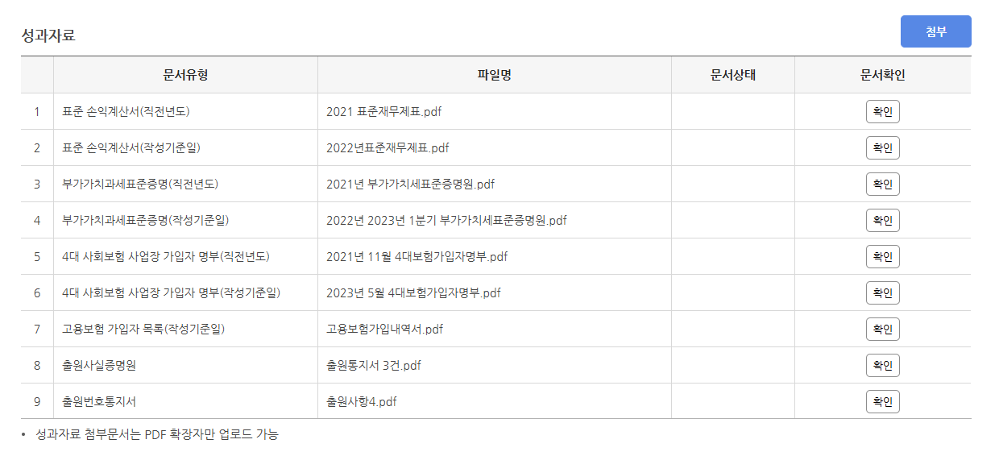 성과자료
첨부
문서유형 파일명 문서상태 문서확인
1 표준 손익계산서(직전년도) 2021 표준재무제표.pdf 확인
2 표준 손익계산서(작성기준일) 2022년표준재무제표.pdf 확인
3 부가가치과세표준증명(직전년도) 2021년 부가가치세표준증명원.pdf 확인
4 부가가치과세표준증명(작성기준일) 2022년 2023년 1분기 부가가치세표준증명원.pdf 확인
5 4대 사회보험 사업장 가입자 명부(직전년도) 2021년 11월 4대보험가입자명부.pdf 확인
6 4대 사회보험 사업장 가입자 명부(작성기준일) 2023년 5월 4대보험가입자명부.pdf 확인
7 고용보험 가입자 목록(작성기준일) 고용보험가입내역서.pdf 확인
8 출원사실증명원 출원통지서 3건.pdf 확인
9 출원번호통지서 출원사항4.pdf 확인
• 성과자료 첨부문서는 PDF 확장자만 업로드 가능